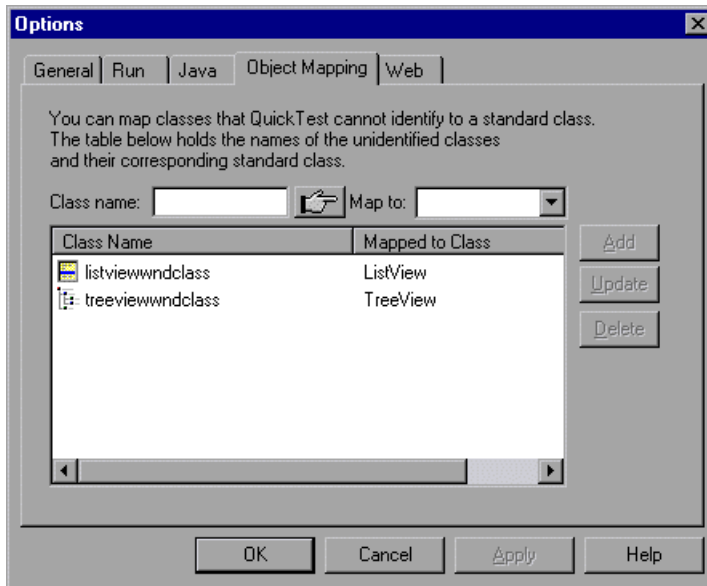 Options
General Run Java Object Mapping Web
You can map classes that QuickTest cannot identify to a standard class.
The table below holds the names of the unidentified classes
and their corresponding standard class.
Class name: Map to:
Class Name Mapped to Class
listviewwndclass ListView
treeviewwndclass TreeView
Add
Update
Delete
OK Cancel Apply Help